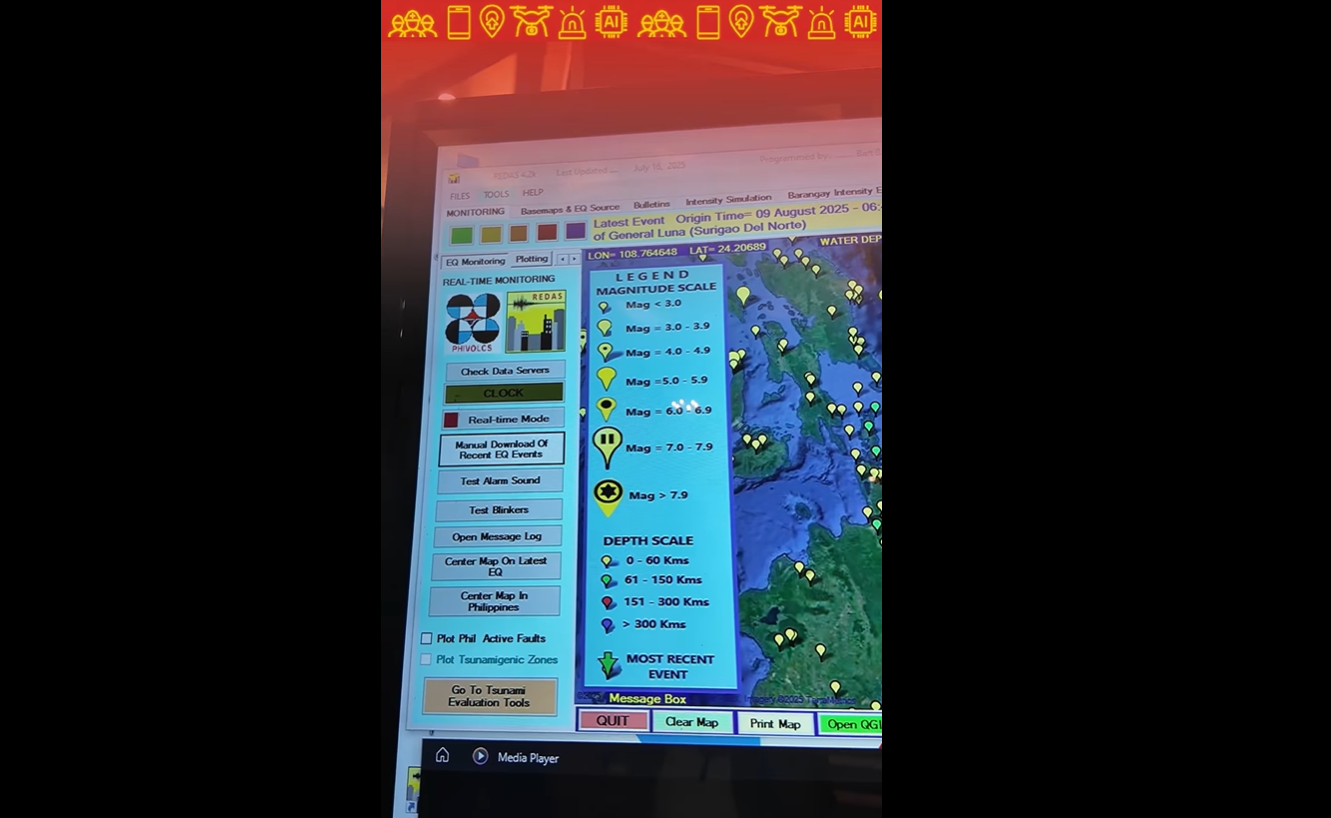 AI
AI
REDAS 4.2k Last Updated... July 16, 2025 Programmed by:
FILES TOOLS HELP
MONITORING Basemaps & EQ Source Bulletins Intensity Simulation Barangay Intensity E
Latest Event Origin Time= 09 August 2025 - 06:
of General Luna (Surigao Del Norte)
EQ Monitoring Plotting
LON= 108.764648 LAT= 24.20689 WATER DEP
REAL-TIME MONITORING
PHIVOLCS
REDAS
Check Data Servers
CLOCK
Real-time Mode
Manual Download Of
Recent EQ Events
Test Alarm Sound
Test Blinkers
Open Message Log
Center Map On Latest
EQ
Center Map In
Philippines
Plot Phil Active Faults
Plot Tsunamigenic Zones
Go To Tsunami
Evaluation Tools
LEGEND
MAGNITUDE SCALE
Mag < 3.0
Mag = 3.0 - 3.9
Mag = 4.0 - 4.9
Mag =5.0 - 5.9
Mag = 6.0 - 6.9
Mag = 7.0 - 7.9
Mag > 7.9
DEPTH SCALE
0 - 60 Kms
61 - 150 Kms
151 - 300 Kms
> 300 Kms
MOST RECENT
EVENT
Message Box
Imagery ©2025 TerraMetrics
QUIT Clear Map Print Map Open QGI
Media Player